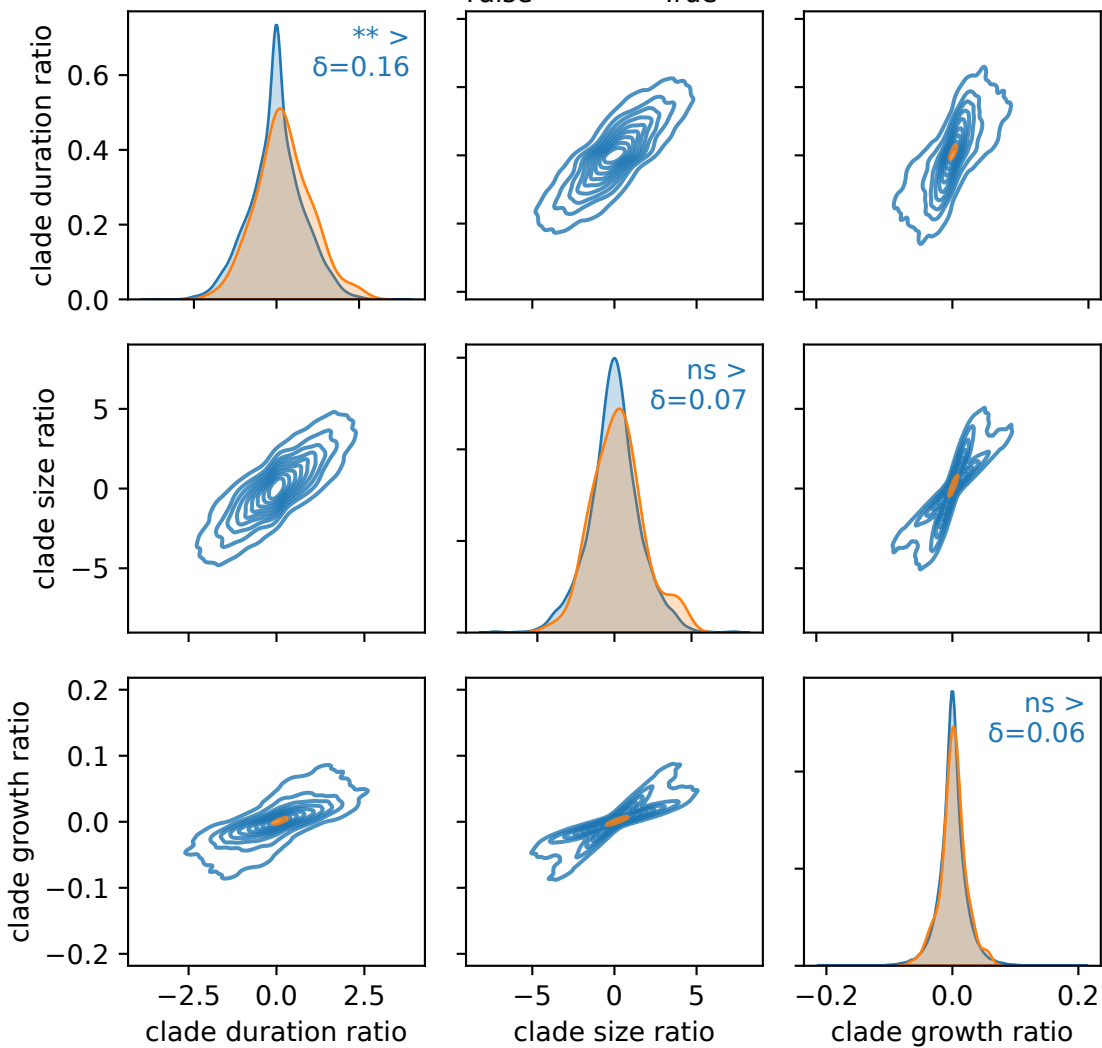 False True
clade duration ratio
0.6
0.4
0.2
0.0
** >
δ=0.16
clade size ratio
5
0
−5
ns >
δ=0.07
clade growth ratio
0.2
0.1
0.0
−0.1
−0.2
ns >
δ=0.06
−2.5 0.0 2.5
−5 0 5
−0.2 0.0 0.2
clade duration ratio
clade size ratio
clade growth ratio